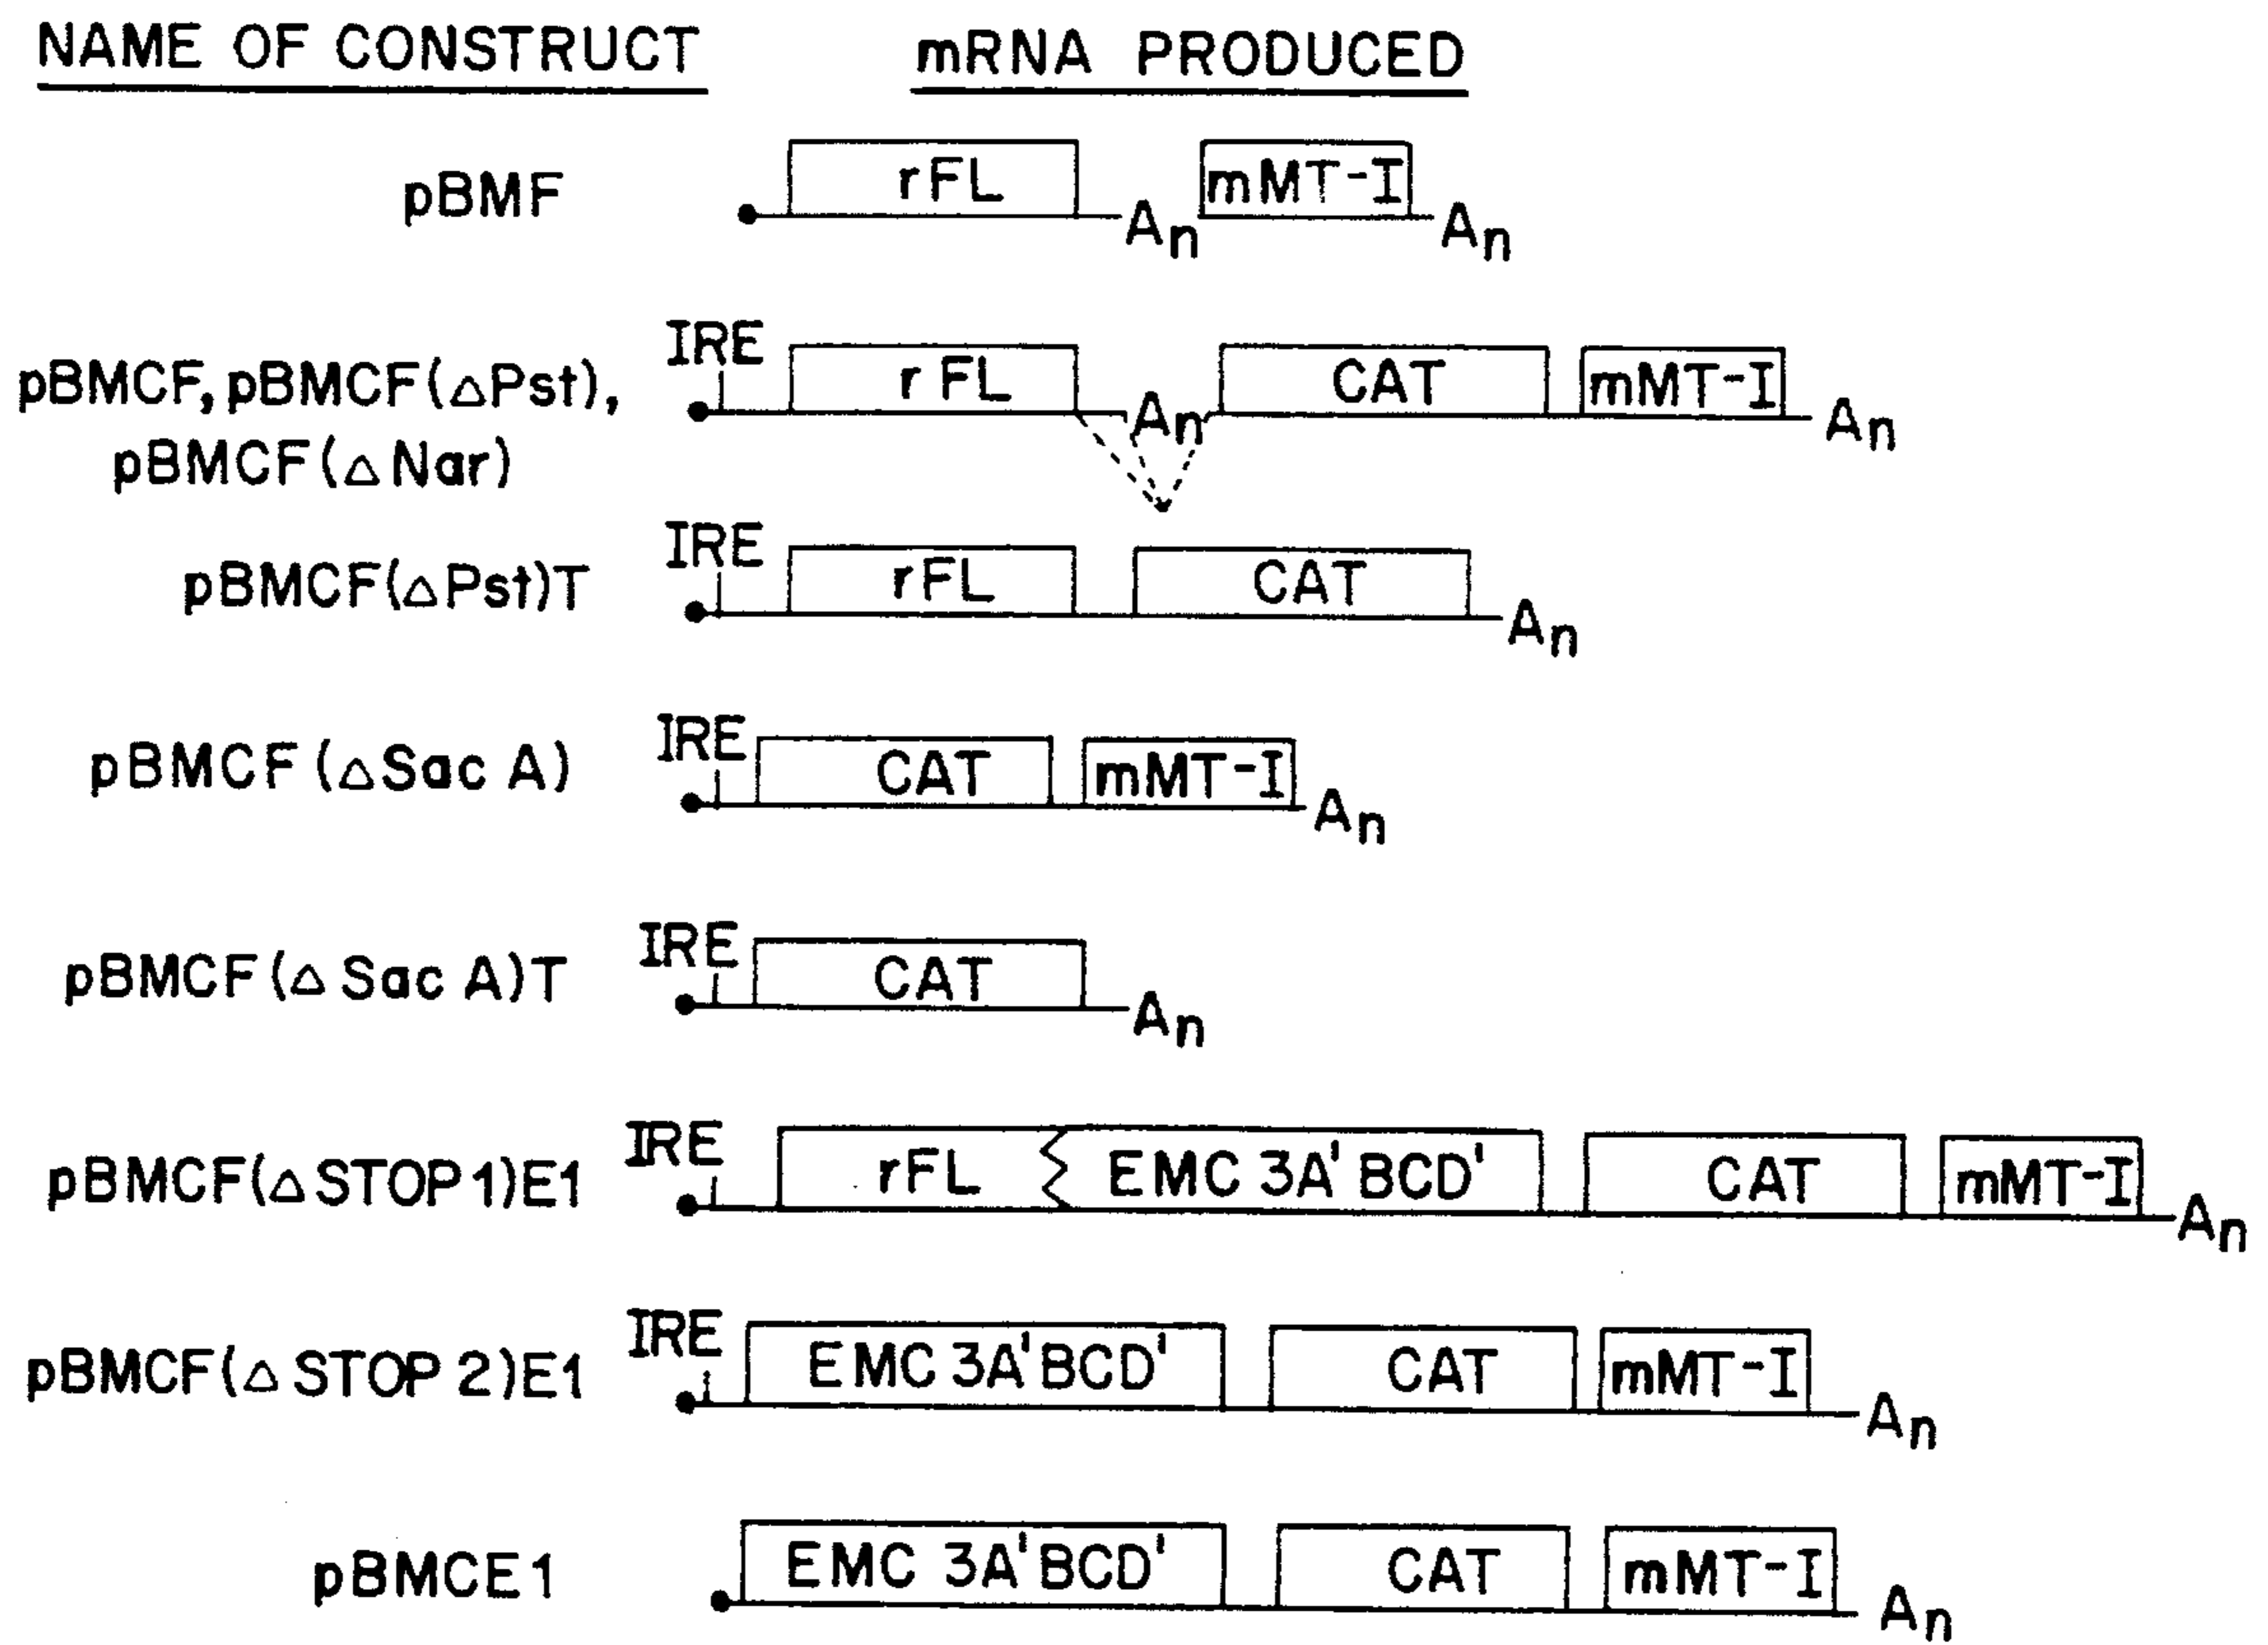 NAME OF CONSTRUCT mRNA PRODUCED
pBMF rFL An mMT-I An
IRE
pBMCF, pBMCF(△Pst), rFL An CAT mMT-I An
pBMCF(△Nar)
IRE
pBMCF(△Pst)T rFL CAT An
IRE
pBMCF(△Sac A) CAT mMT-I An
IRE
pBMCF(△Sac A)T CAT An
IRE
pBMCF(△STOP 1)E1 rFL EMC 3A'BCD' CAT mMT-I An
IRE
pBMCF(△STOP 2)E1 EMC 3A'BCD' CAT mMT-I An
pBMCE1 EMC 3A'BCD' CAT mMT-I An